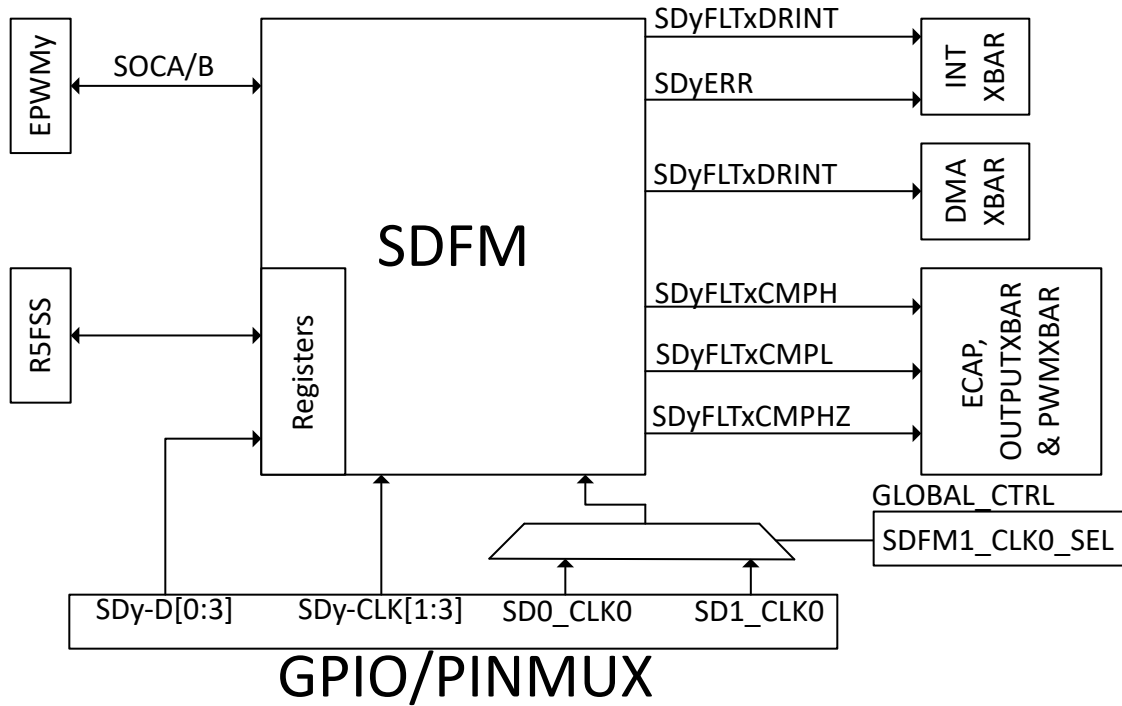 SDyFLTxDRINT
EPWMy
SOCA/B
INT
XBAR
SDyERR
SDyFLTxDRINT
DMA
XBAR
SDFM
R5FSS
Registers
SDyFLTxCMPH
SDyFLTxCMPL
SDyFLTxCMPHZ
ECAP,
OUTPUTXBAR
& PWMXBAR
GLOBAL_CTRL
SDFM1_CLK0_SEL
SDy-D[0:3]
SDy-CLK[1:3]
SD0_CLK0
SD1_CLK0
GPIO/PINMUX